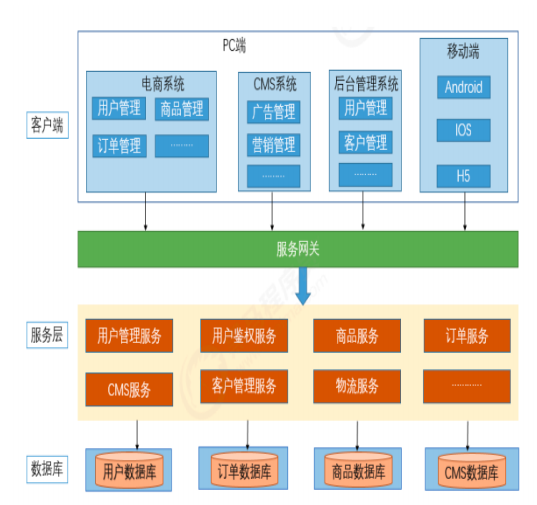 PC端
移动端
电商系统
CMS系统
后台管理系统
用户管理
商品管理
广告管理
用户管理
Android
客户端
订单管理
.........
营销管理
客户管理
IOS
.........
.........
H5
服务网关
服务层
用户管理服务
用户鉴权服务
商品服务
订单服务
CMS服务
客户管理服务
物流服务
............
数据库
用户数据库
订单数据库
商品数据库
CMS数据库